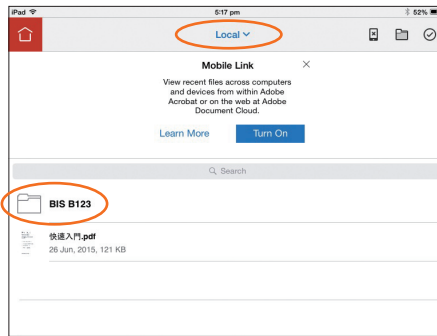 iPad 5:17 pm 52%
Local
Mobile Link
View recent files across computers
and devices from within Adobe
Acrobat or on the web at Adobe
Document Cloud.
Learn More Turn On
Search
BIS B123
快速入門.pdf
26 Jun, 2015, 121 KB